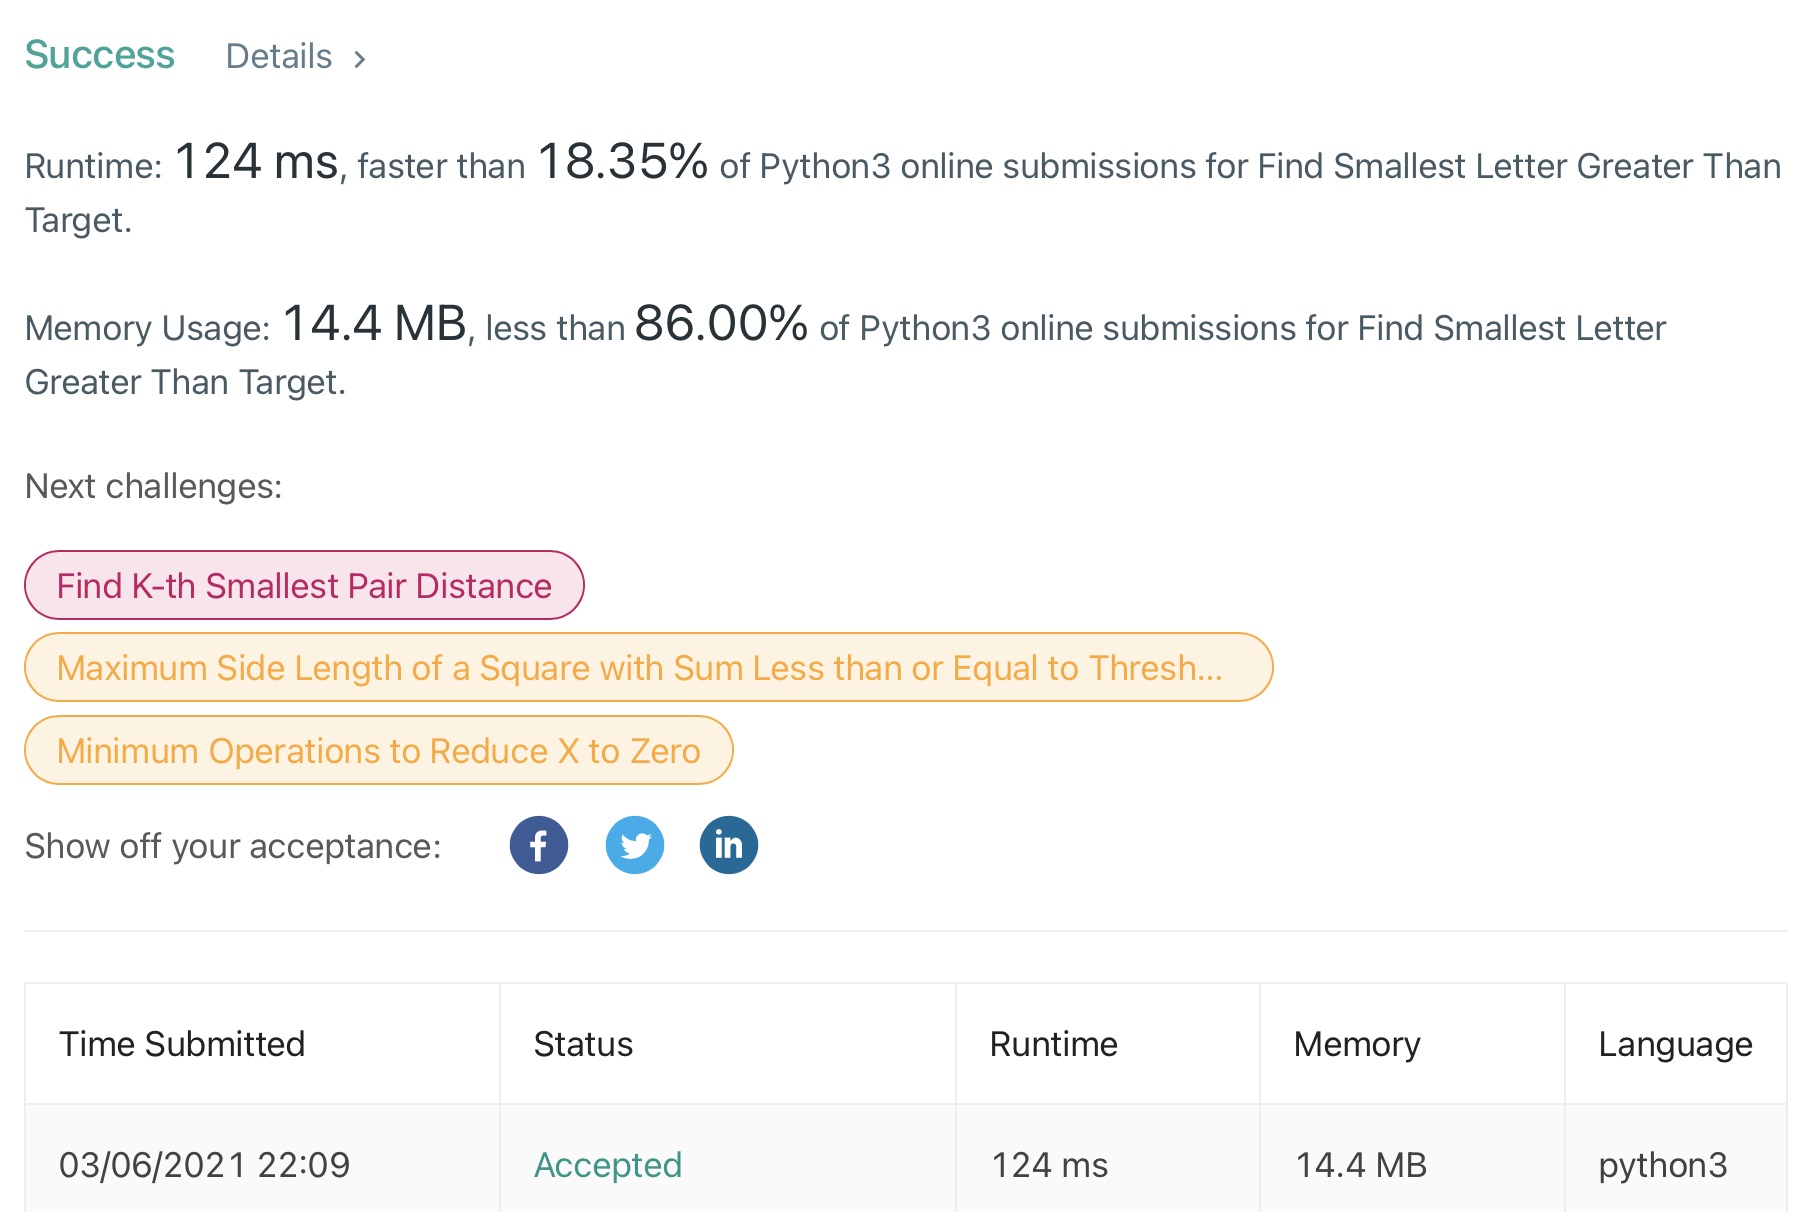 Success Details >
Runtime: 124 ms, faster than 18.35% of Python3 online submissions for Find Smallest Letter Greater Than
Target.
Memory Usage: 14.4 MB, less than 86.00% of Python3 online submissions for Find Smallest Letter
Greater Than Target.
Next challenges:
Find K-th Smallest Pair Distance
Maximum Side Length of a Square with Sum Less than or Equal to Thresh...
Minimum Operations to Reduce X to Zero
Show off your acceptance: f in
Time Submitted Status Runtime Memory Language
03/06/2021 22:09 Accepted 124 ms 14.4 MB python3